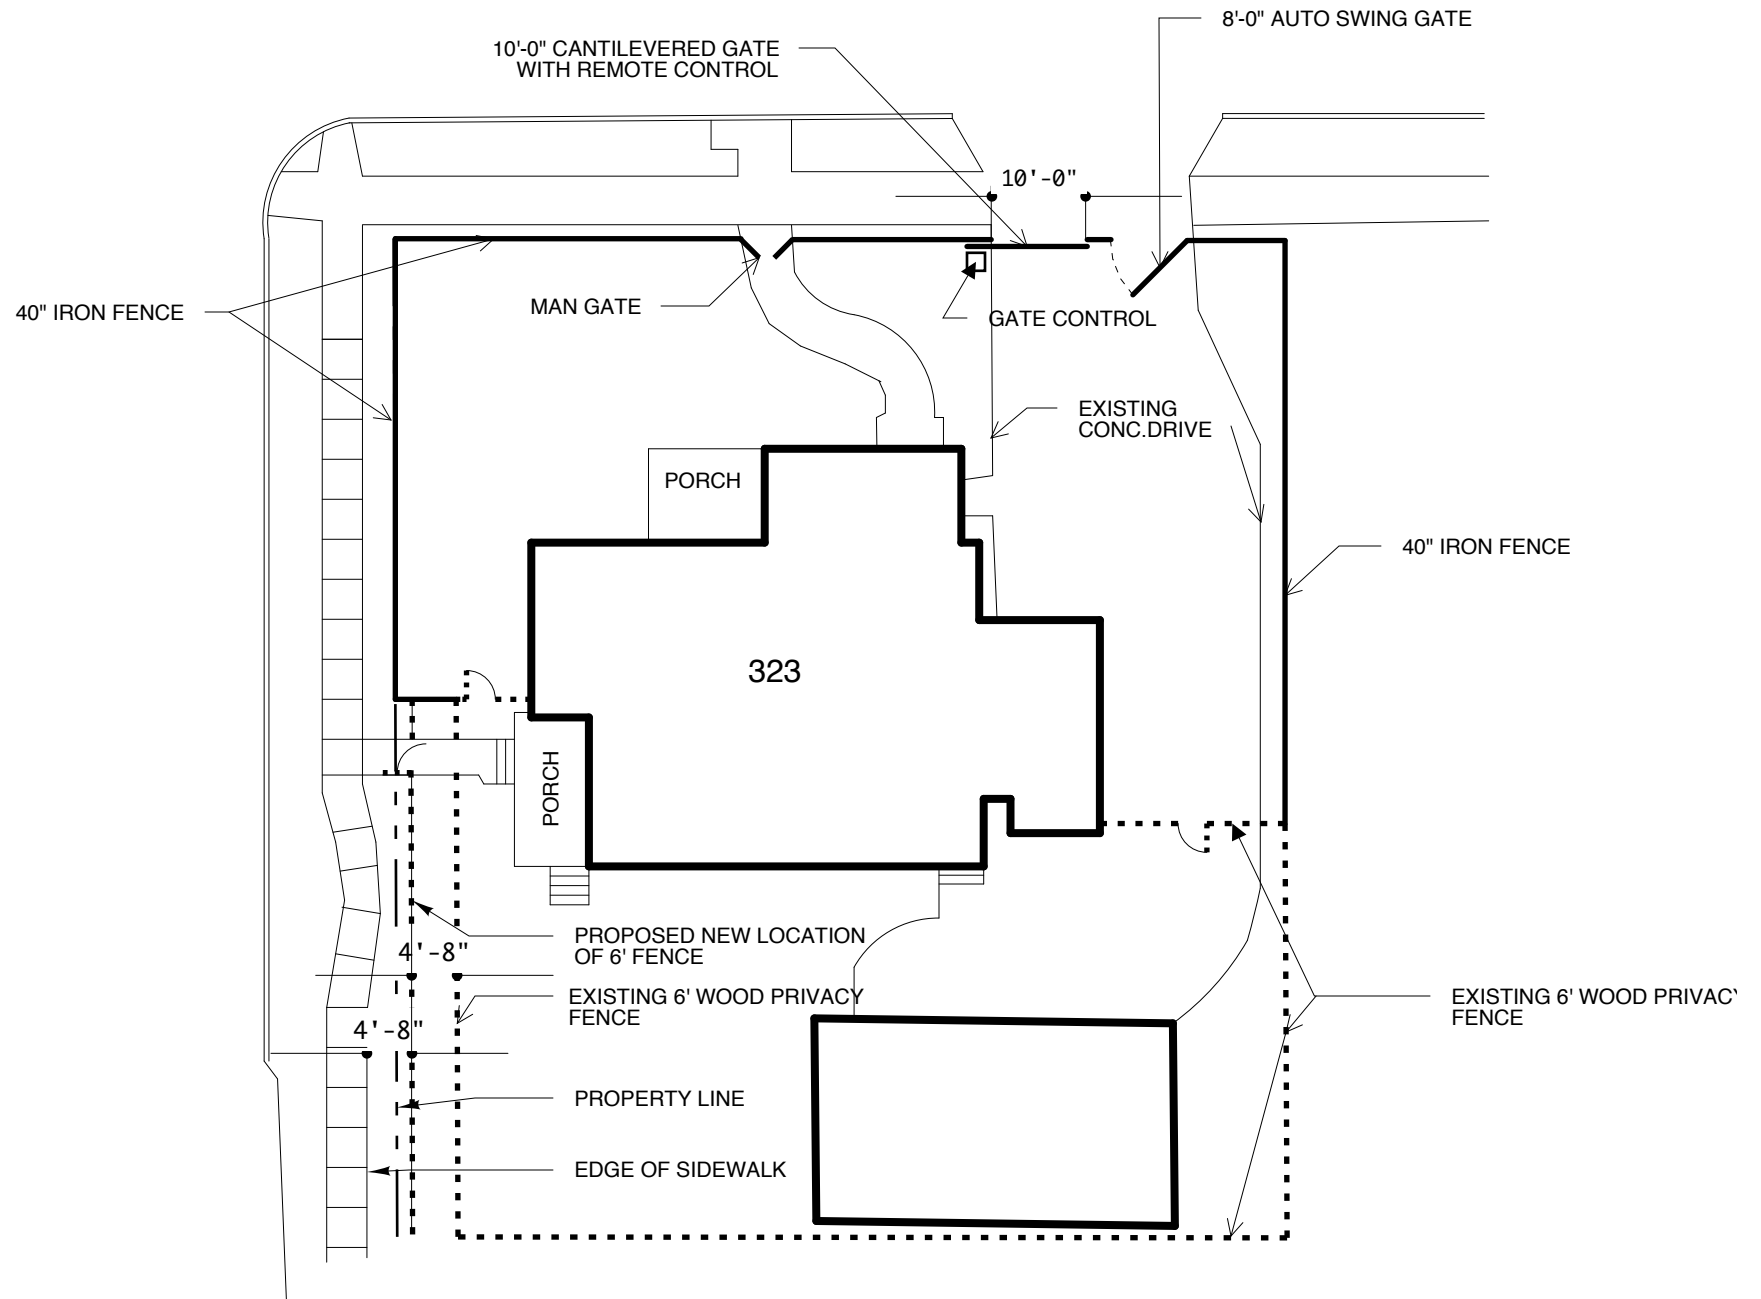 8'-0" AUTO SWING GATE
10'-0" CANTILEVERED GATE
WITH REMOTE CONTROL
10'-0"
40" IRON FENCE
MAN GATE
GATE CONTROL
EXISTING
CONC.DRIVE
PORCH
40" IRON FENCE
323
PORCH
PROPOSED NEW LOCATION
OF 6' FENCE
4'-8"
EXISTING 6' WOOD PRIVACY
FENCE
EXISTING 6' WOOD PRIVACY
FENCE
4'-8"
PROPERTY LINE
EDGE OF SIDEWALK